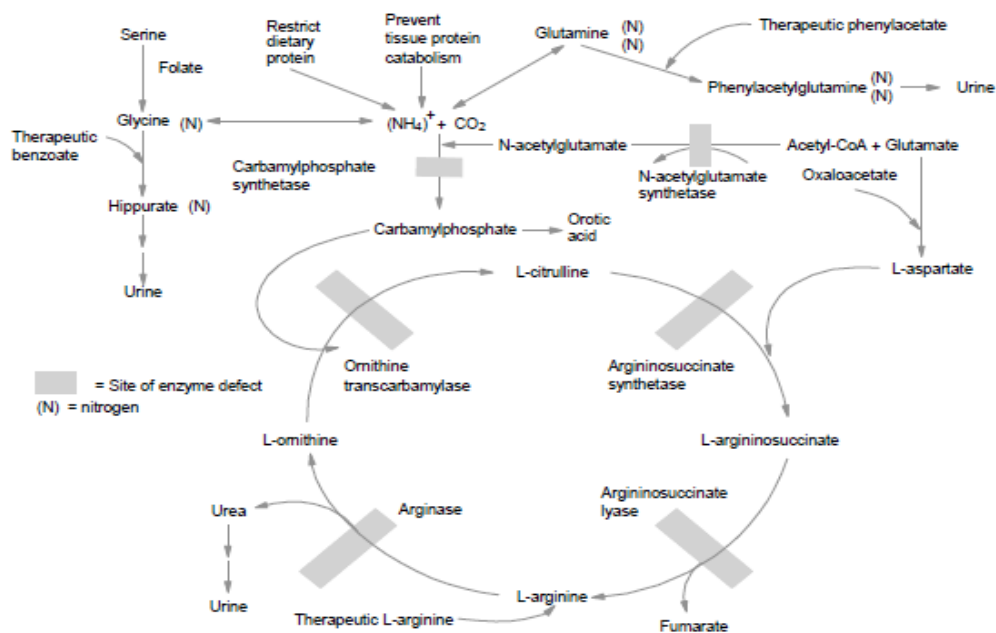 Serine
Folate
Glycine (N)
Therapeutic
benzoate
Hippurate (N)
Urine
Restrict
dietary
protein
Prevent
tissue protein
catabolism
(NH4)+ + CO2
Carbamylphosphate
synthetase
Glutamine (N)
(N)
Therapeutic phenylacetate
Phenylacetylglutamine (N)
(N)
Urine
N-acetylglutamate
Acetyl-CoA + Glutamate
N-acetylglutamate
synthetase
Oxaloacetate
Carbamylphosphate
Orotic
acid
L-aspartate
L-citrulline
Ornithine
transcarbamylase
Argininosuccinate
synthetase
= Site of enzyme defect
(N) = nitrogen
L-ornithine
L-argininosuccinate
Urea
Arginase
Argininosuccinate
lyase
Urine
L-arginine
Therapeutic L-arginine
Fumarate